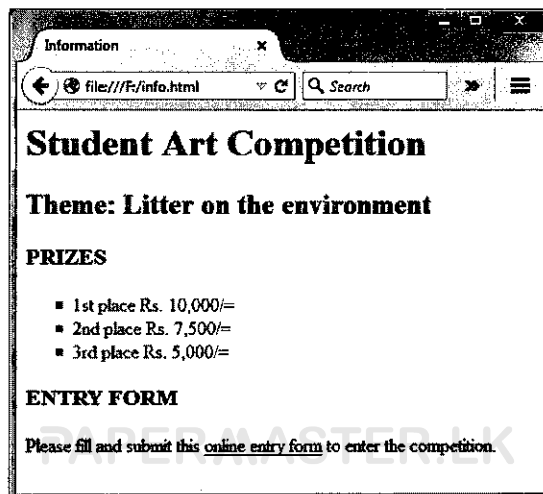 Information
file:///F:/info.html
Search
Student Art Competition
Theme: Litter on the environment
PRIZES
1st place Rs. 10,000/=
2nd place Rs. 7,500/=
3rd place Rs. 5,000/=
ENTRY FORM
Please fill and submit this online entry form to enter the competition.
PAPERMASTER.LK